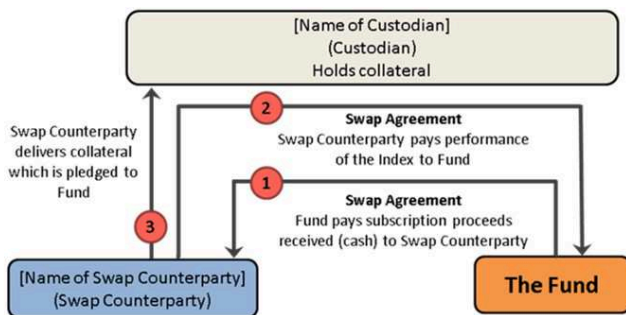 [Name of Custodian]
(Custodian)
Holds collateral
2
Swap Agreement
Swap Counterparty pays performance
of the Index to Fund
Swap Counterparty
delivers collateral
which is pledged to
Fund
1
Swap Agreement
Fund pays subscription proceeds
received (cash) to Swap Counterparty
3
[Name of Swap Counterparty]
(Swap Counterparty)
The Fund